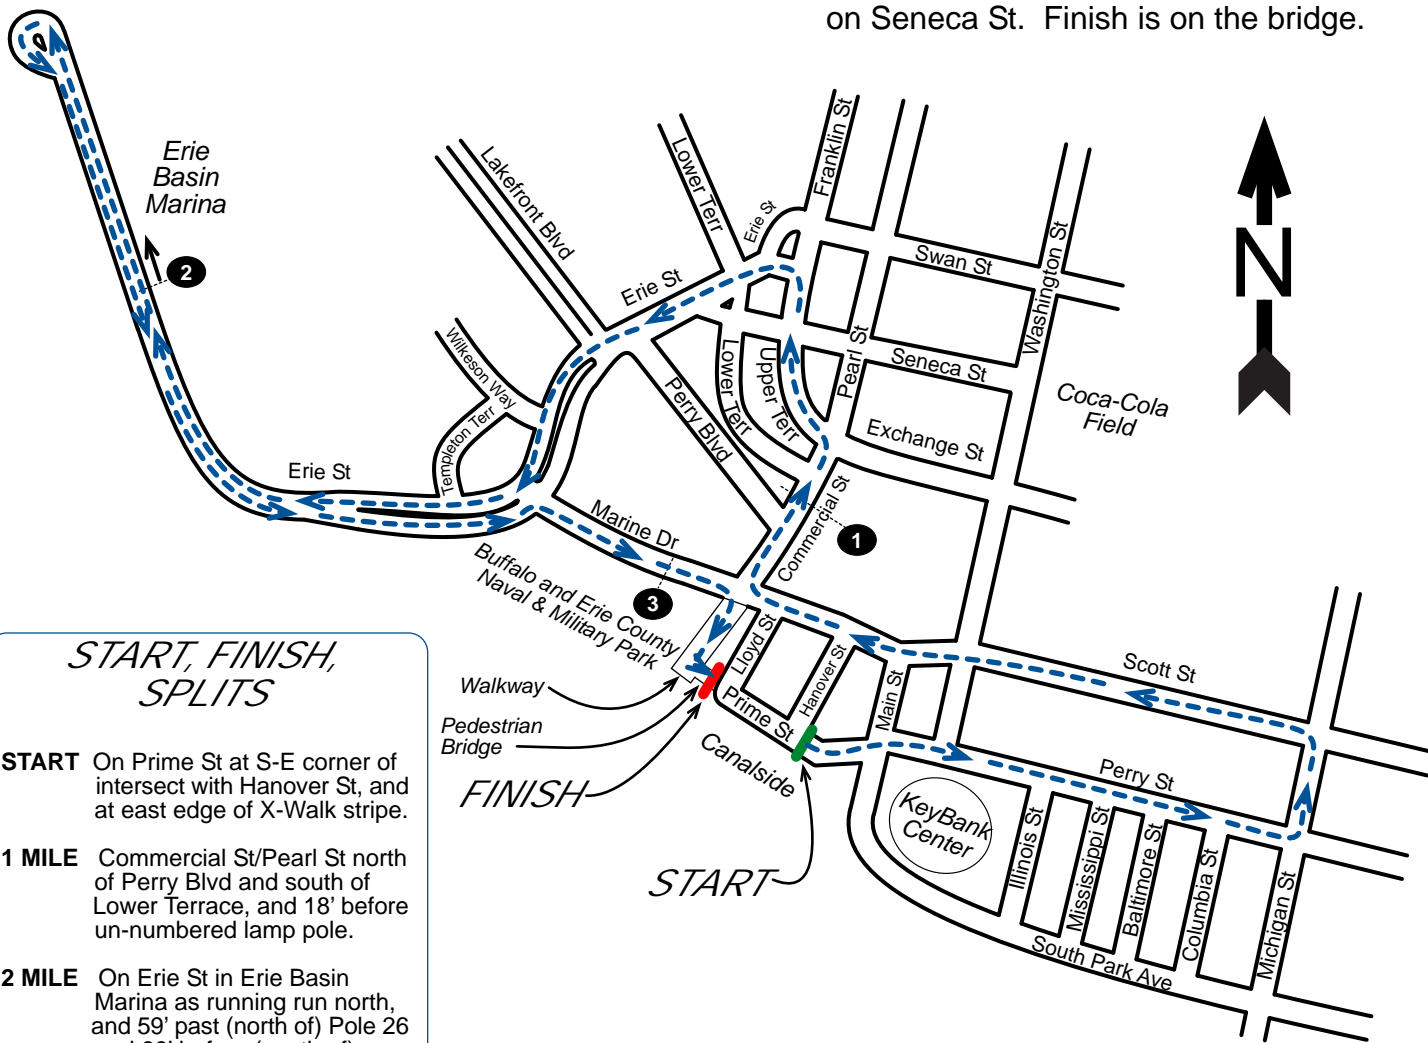 on Seneca St. Finish is on the bridge.
Erie
Basin
Marina
2
Lakefront Blvd
Lower Terr
Erie St
Franklin St
Swan St
Washington St
N
Erie St
Wilkeson Way
Templeton Terr
Perry Blvd
Lower Terr
Upper Terr
Pearl St
Seneca St
Exchange St
Coca-Cola
Field
Erie St
Marine Dr
Commercial St
1
3
Buffalo and Erie County
Naval & Military Park
Lloyd St
Hanover St
Main St
Scott St
Walkway
Pedestrian
Bridge
FINISH
Prime St
Canalside
START
KeyBank
Center
Perry St
Illinois St
Mississippi St
Baltimore St
Columbia St
Michigan St
South Park Ave
START, FINISH,
SPLITS
START On Prime St at S-E corner of
intersect with Hanover St, and
at east edge of X-Walk stripe.
1 MILE Commercial St/Pearl St north
of Perry Blvd and south of
Lower Terrace, and 18' before
un-numbered lamp pole.
2 MILE On Erie St in Erie Basin
Marina as running run north,
and 59' past (north of) Pole 26